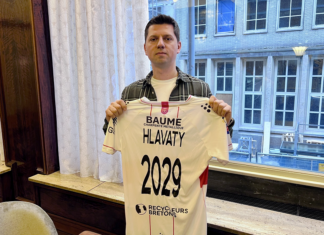 BAUME
HLAVATY
2029
RECYCLEURS
BRETONS